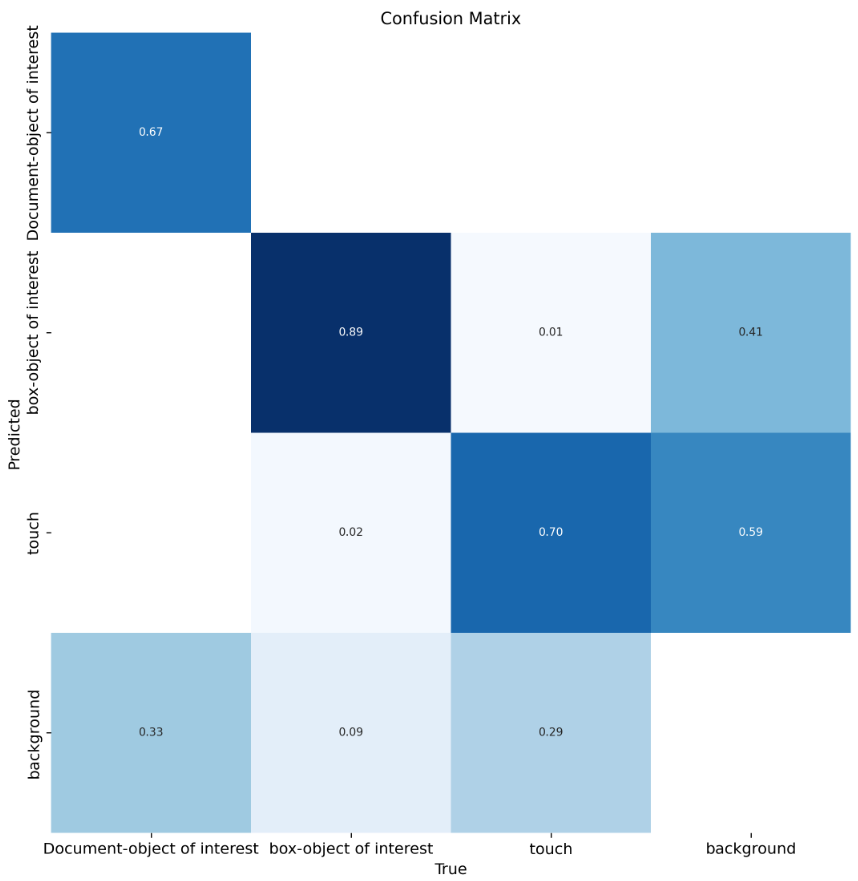 Confusion Matrix
Document-object of interest
0.67
box-object of interest
0.89
0.01
0.41
Predicted
touch
0.02
0.70
0.59
background
0.33
0.09
0.29
Document-object of interest
box-object of interest
touch
background
True